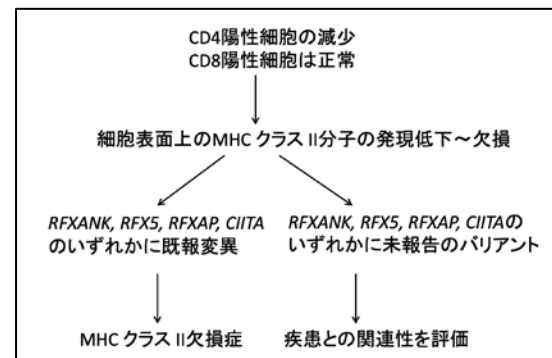 CD4陽性細胞の減少
CD8陽性細胞は正常
細胞表面上のMHC クラス II分子の発現低下~欠損
RFXANK, RFX5, RFXAP, CIITA
のいずれかに既報変異
RFXANK, RFX5, RFXAP, CIITAの
いずれかに未報告のバリアント
MHC クラス II欠損症
疾患との関連性を評価